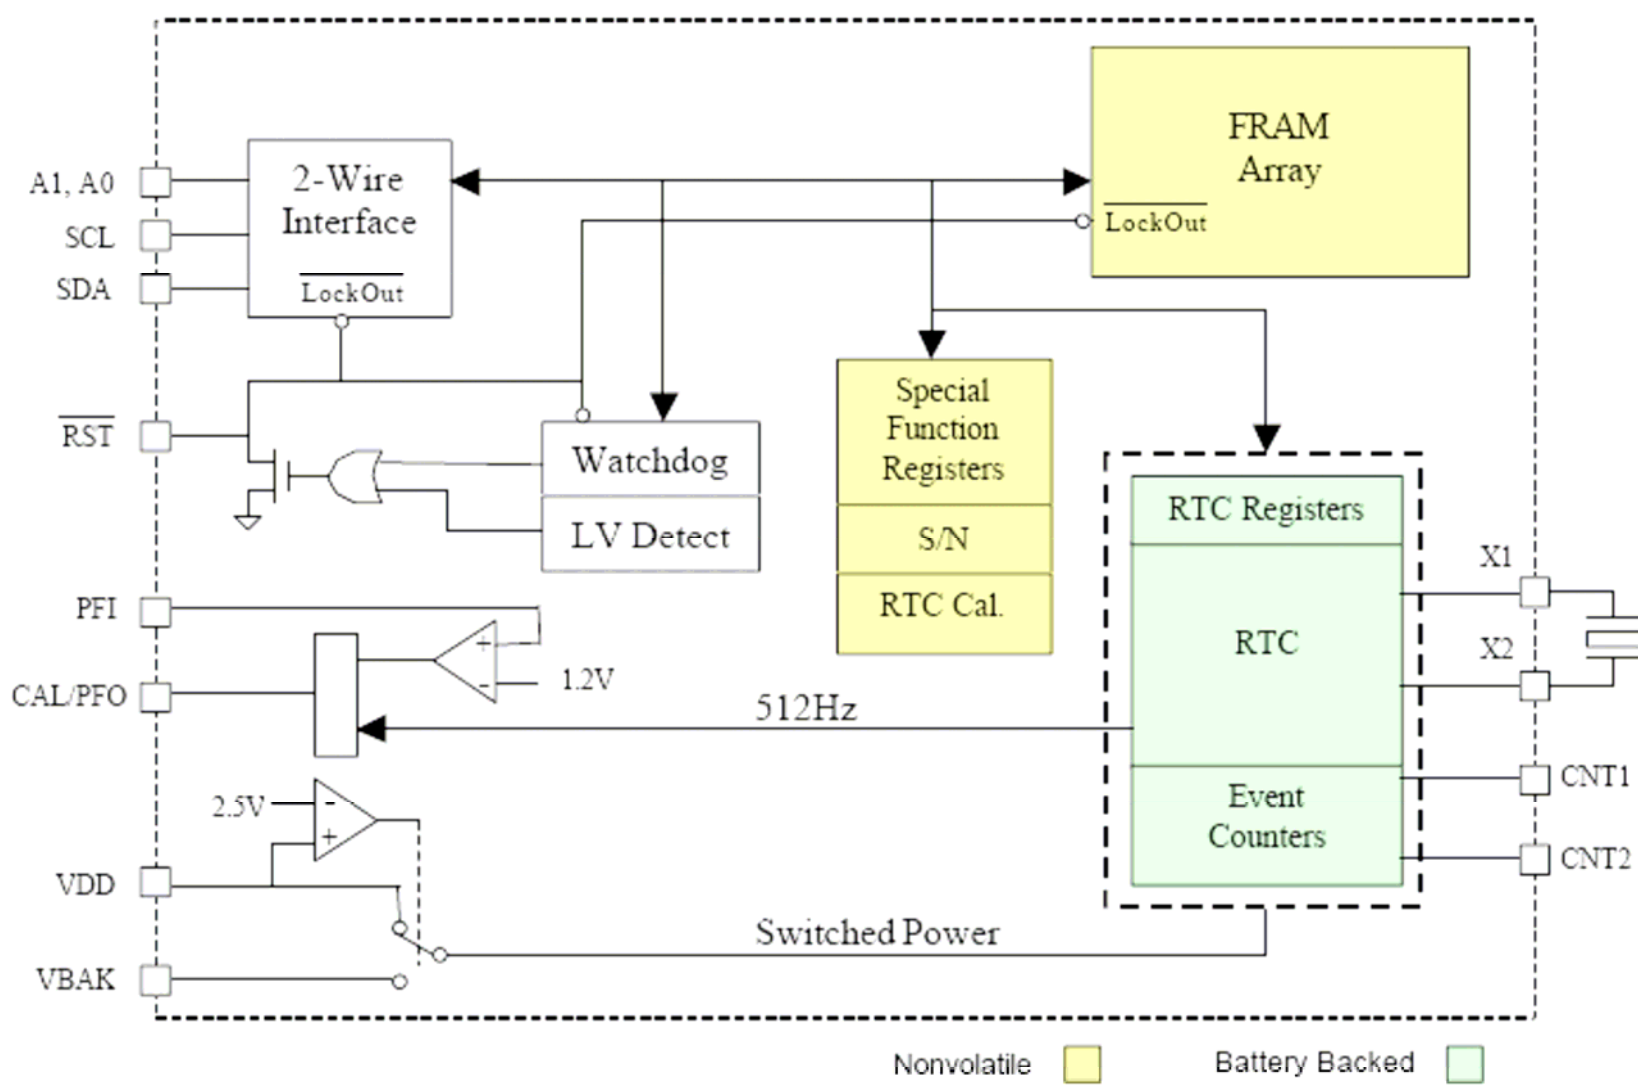 FRAM
Array
LockOut
A1, A0
SCL
SDA
2-Wire
Interface
LockOut
RST
Watchdog
LV Detect
Special
Function
Registers
S/N
RTC Cal.
RTC Registers
RTC
Event
Counters
X1
X2
CNT1
CNT2
PFI
+
-
1.2V
CAL/PFO
512Hz
2.5V
-
+
VDD
VBAK
Switched Power
Nonvolatile
Battery Backed